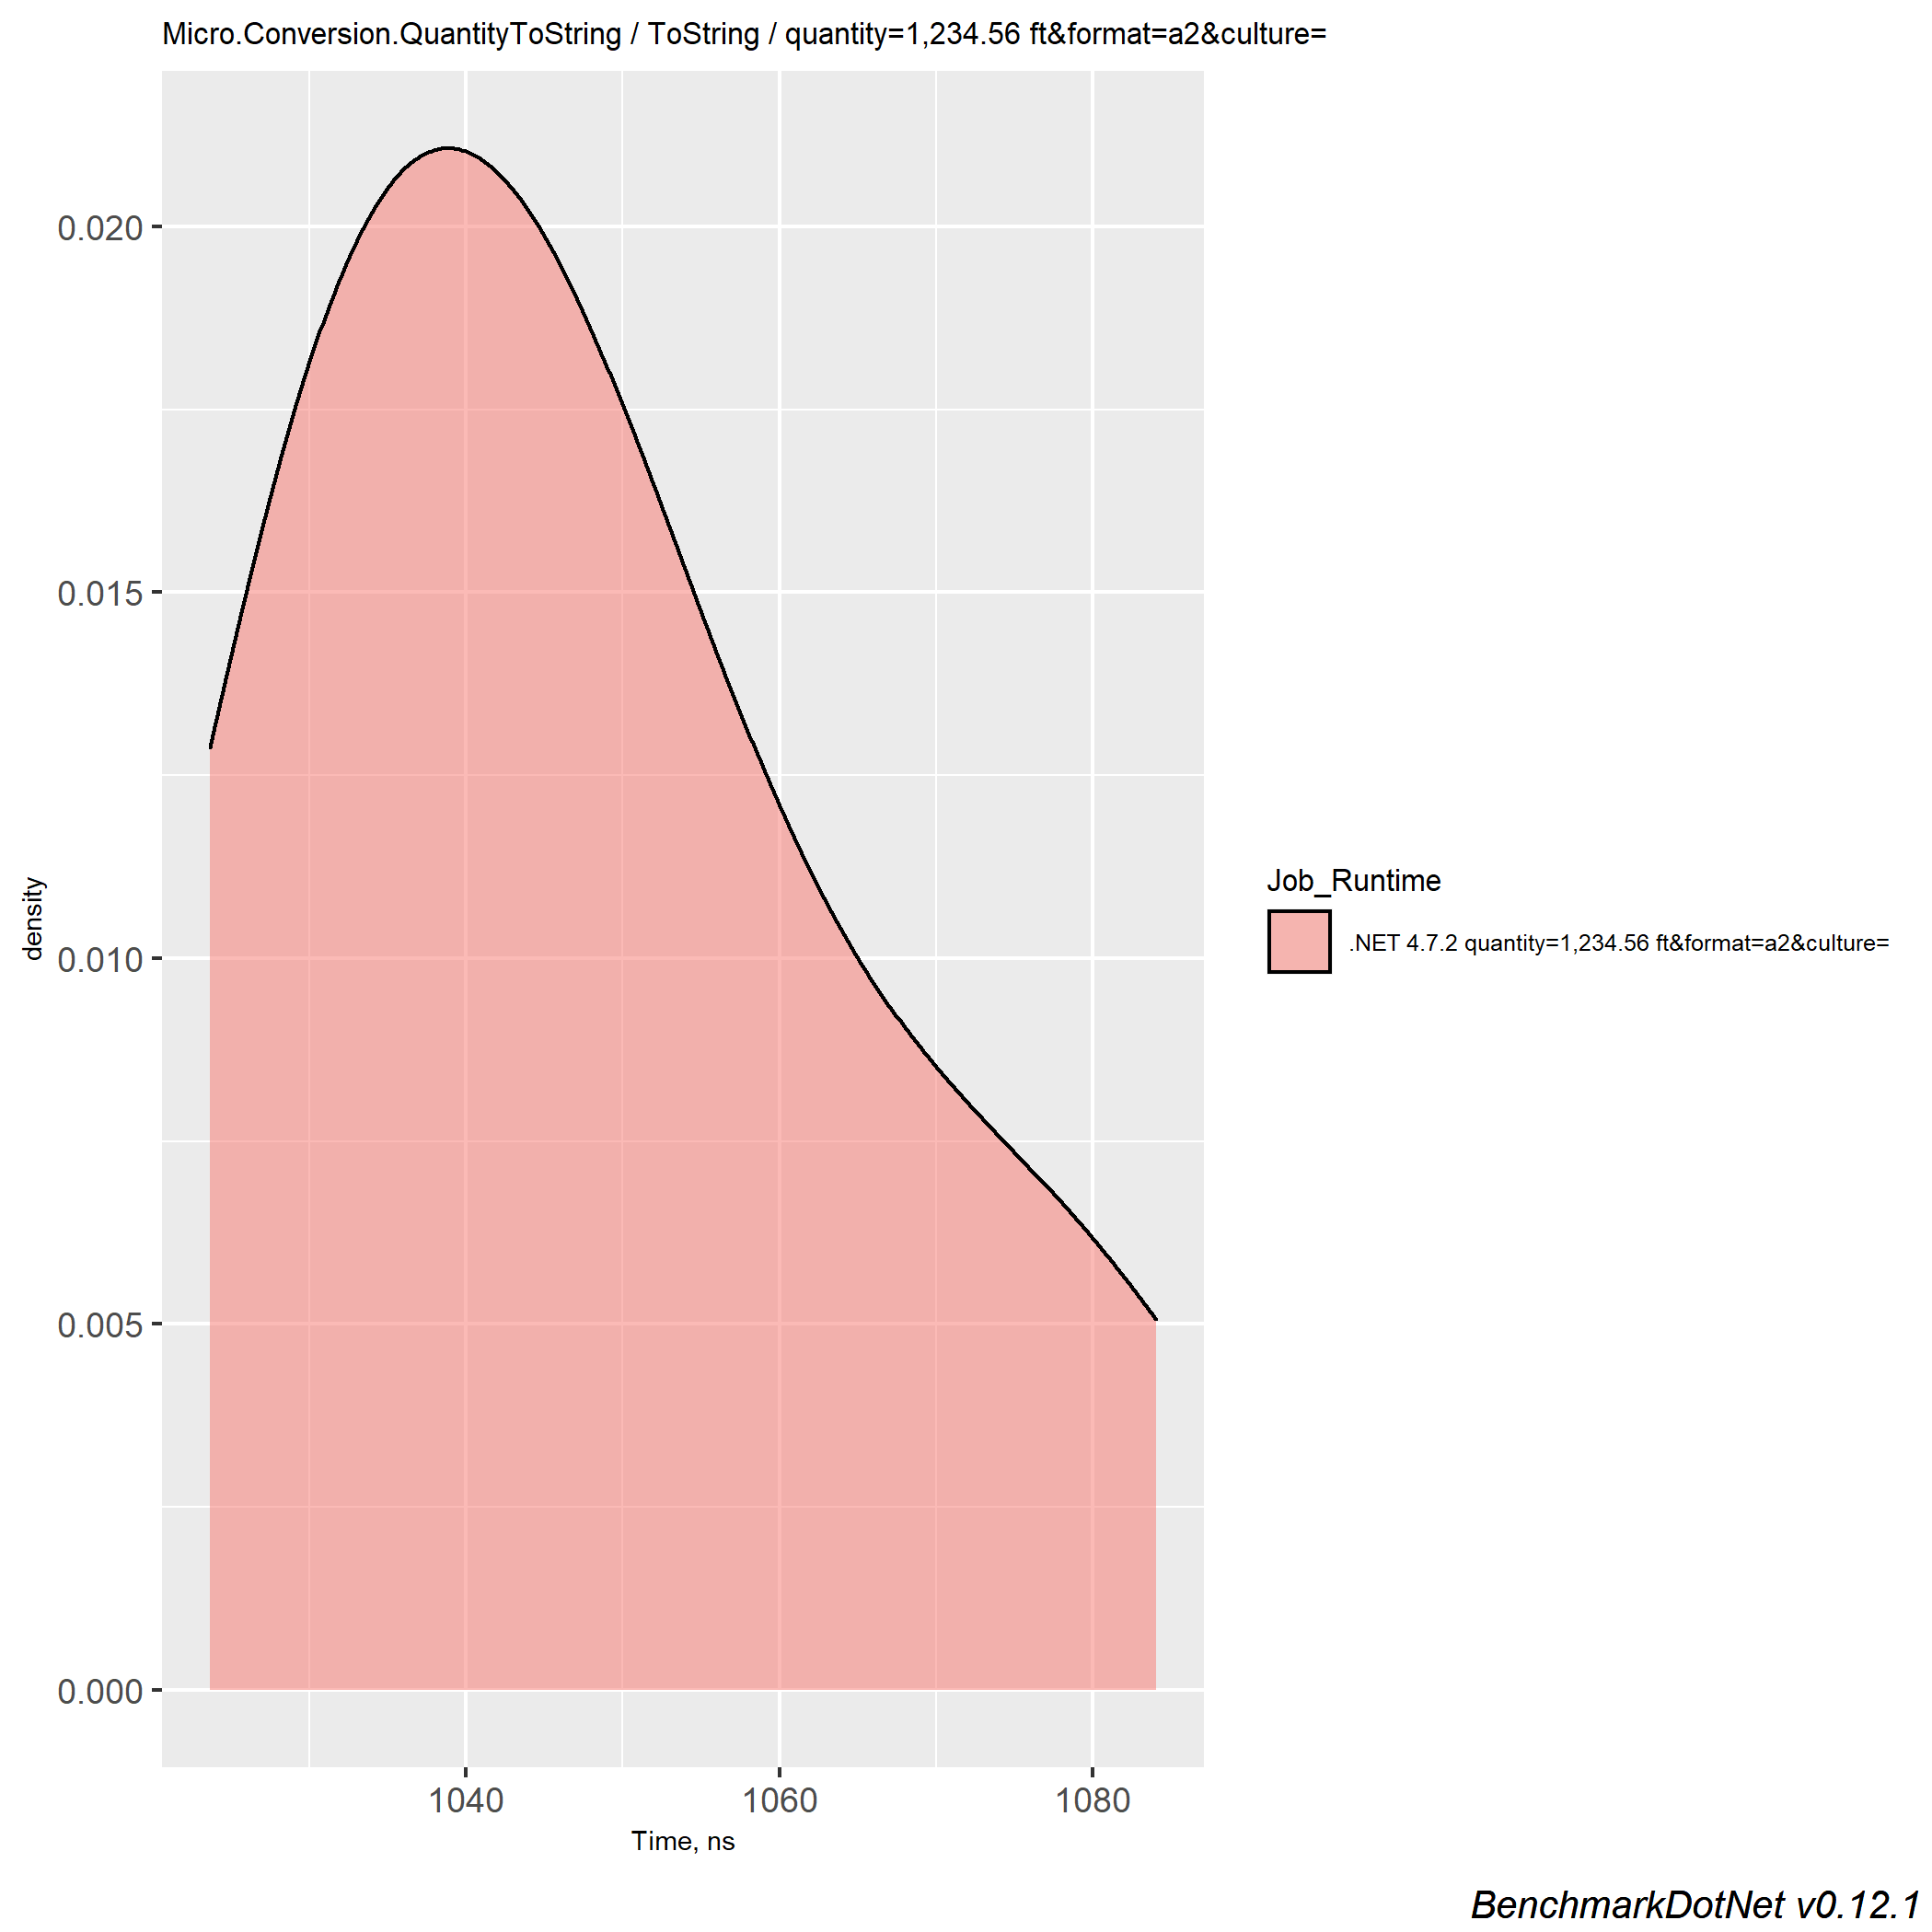 Micro.Conversion.QuantityToString / ToString / quantity=1,234.56 ft&format=a2&culture=
0.020
0.015
0.010
0.005
0.000
density
1040 1060 1080
Time, ns
Job_Runtime
.NET 4.7.2 quantity=1,234.56 ft&format=a2&culture=
BenchmarkDotNet v0.12.1